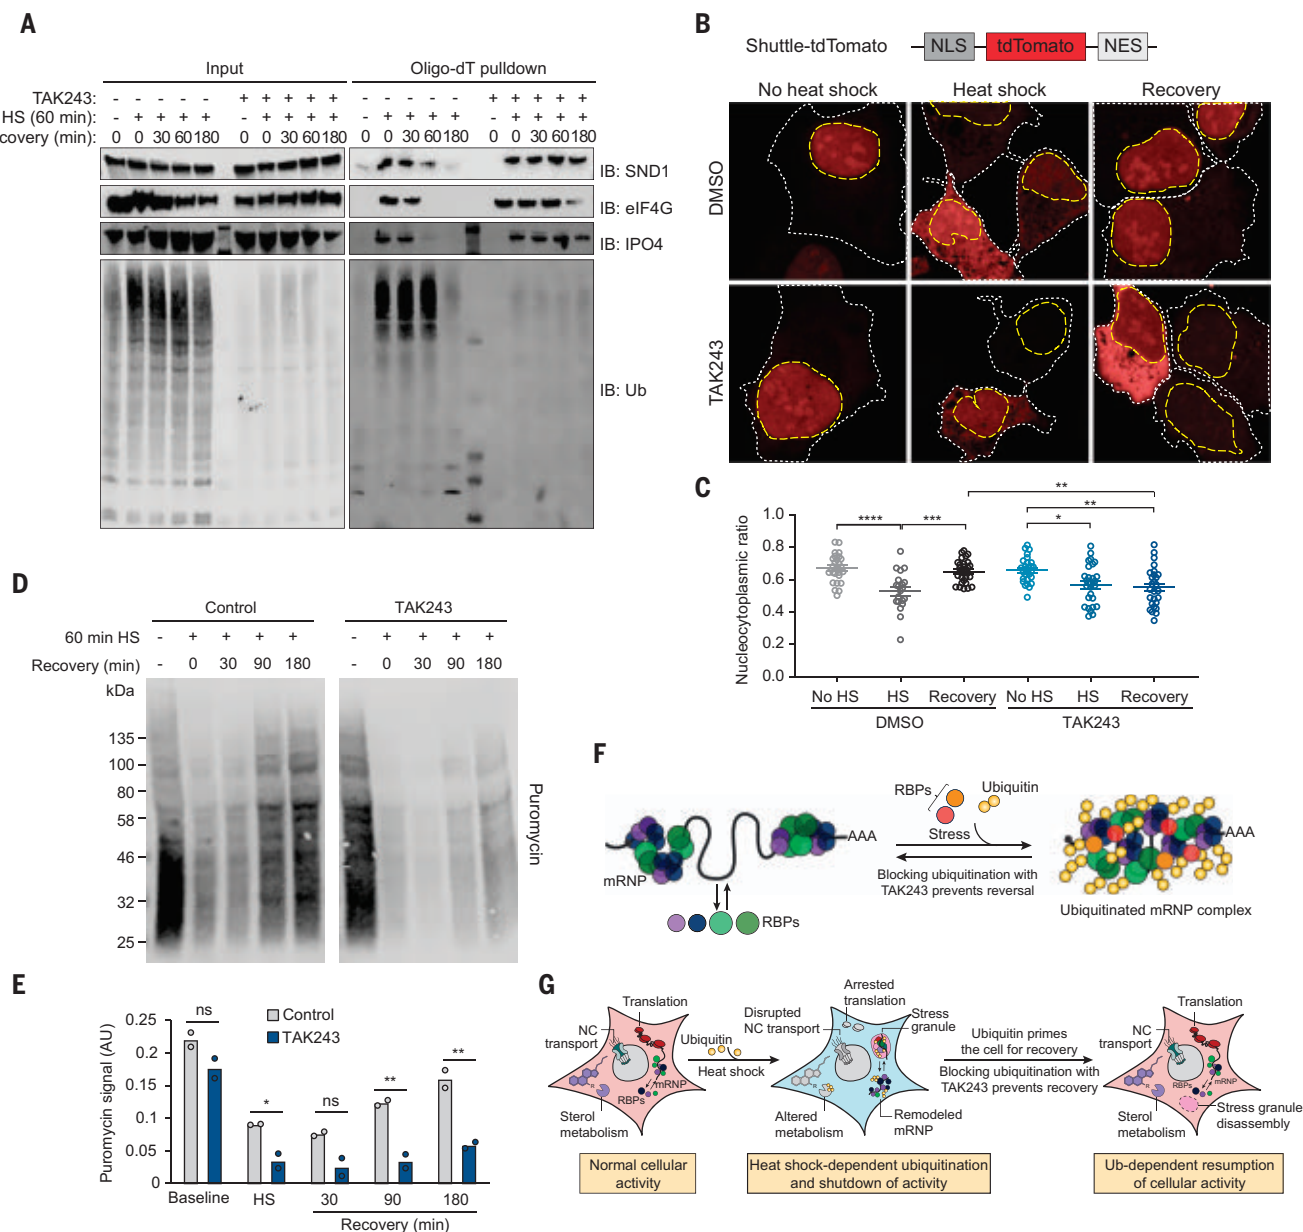 A
Input
Oligo-dT pulldown
TAK243: - - - - - + + + + + - - - - - + + + + +
HS (60 min): - + + + + - + + + + - + + + + - + + + +
covery (min): 0 0 30 60 180 0 0 30 60 180 0 0 30 60 180 0 0 30 60 180
IB: SND1
IB: eIF4G
IB: IPO4
IB: Ub
B
Shuttle-tdTomato
NLS tdTomato NES
No heat shock Heat shock Recovery
DMSO
TAK243
C
Nucleocytoplasmic ratio
1.0
0.8
0.6
0.4
0.2
0.0
**** *** * ** **
No HS HS Recovery No HS HS Recovery
DMSO TAK243
D
Control TAK243
60 min HS - + + + + - + + + +
Recovery (min) - 0 30 90 180 - 0 30 90 180
kDa
135
100
80
58
46
32
25
Puromycin
E
Puromycin signal (AU)
0.25
0.2
0.15
0.1
0.05
0
Control
TAK243
ns * ns ** **
Baseline HS 30 90 180
Recovery (min)
F
mRNP
AAA
RBPs
RBPs
Ubiquitin
Stress
Blocking ubiquitination with
TAK243 prevents reversal
AAA
Ubiquitinated mRNP complex
G
Translation
NC
transport
mRNP
RBPs
R
Sterol
metabolism
Normal cellular
activity
Ubiquitin
Heat shock
Arrested
translation
Disrupted
NC transport
Stress
granule
R
Altered
metabolism
Remodeled
mRNP
Heat shock-dependent ubiquitination
and shutdown of activity
Ubiquitin primes
the cell for recovery
Blocking ubiquitination with
TAK243 prevents recovery
Translation
NC
transport
RBPs
mRNP
R
Sterol
metabolism
Stress granule
disassembly
Ub-dependent resumption
of cellular activity